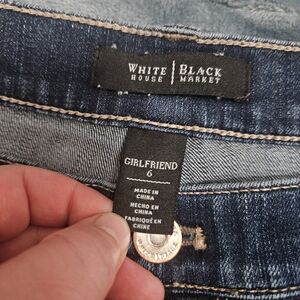 WHITE | BLACK
HOUSE | MARKET
GIRLFRIEND
6
MADE IN
CHINA
HECHO EN
CHINA
FABRIQUÉ EN
CHINE